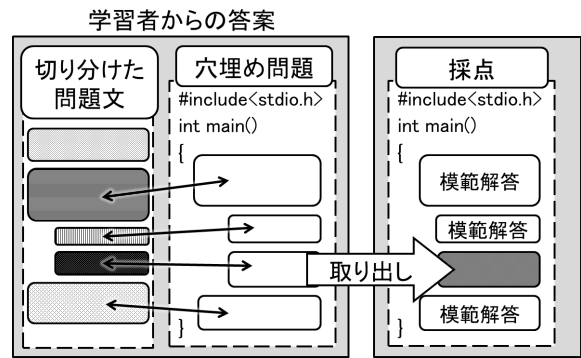 学習者からの答案
切り分けた
問題文
穴埋め問題
#include<stdio.h>
int main()
{
}
取り出し
採点
#include<stdio.h>
int main()
{
模範解答
模範解答
模範解答
}